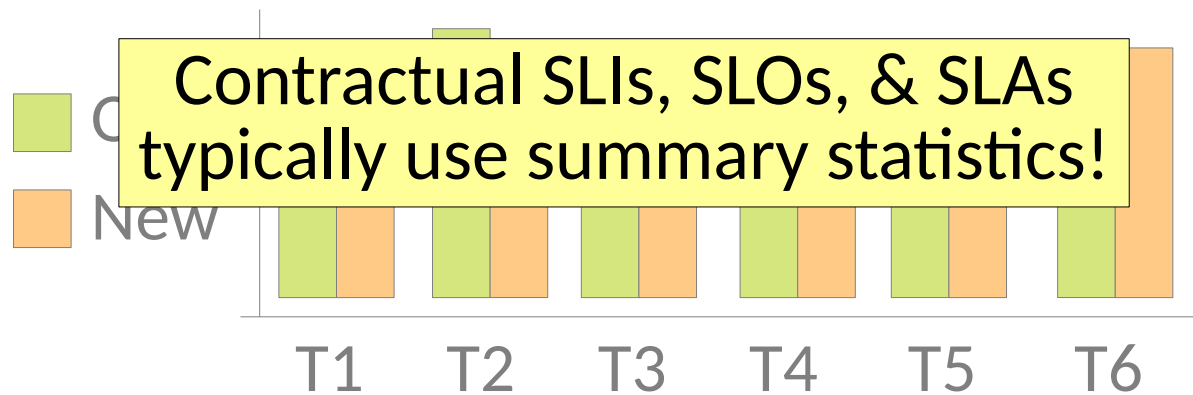 Contractual SLIs, SLOs, & SLAs
typically use summary statistics!
New
T1 T2 T3 T4 T5 T6